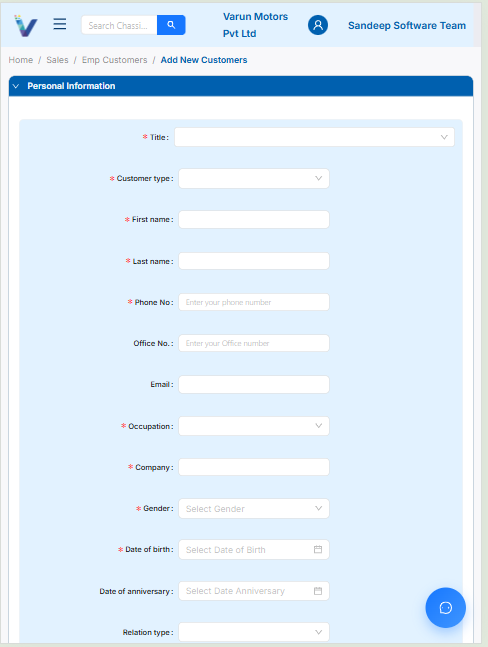 Search Chassi...
Varun Motors
Pvt Ltd
Sandeep Software Team
Home / Sales / Emp Customers / Add New Customers
Personal Information
* Title :
* Customer type :
* First name :
* Last name :
* Phone No : Enter your phone number
Office No. : Enter your Office number
Email :
* Occupation :
* Company :
* Gender : Select Gender
* Date of birth : Select Date of Birth
Date of anniversary : Select Date Anniversary
Relation type :